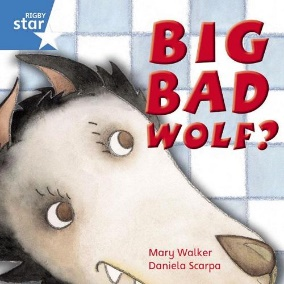 RIGBY
star
BIG
BAD
WOLF?
Mary Walker
Daniela Scarpa